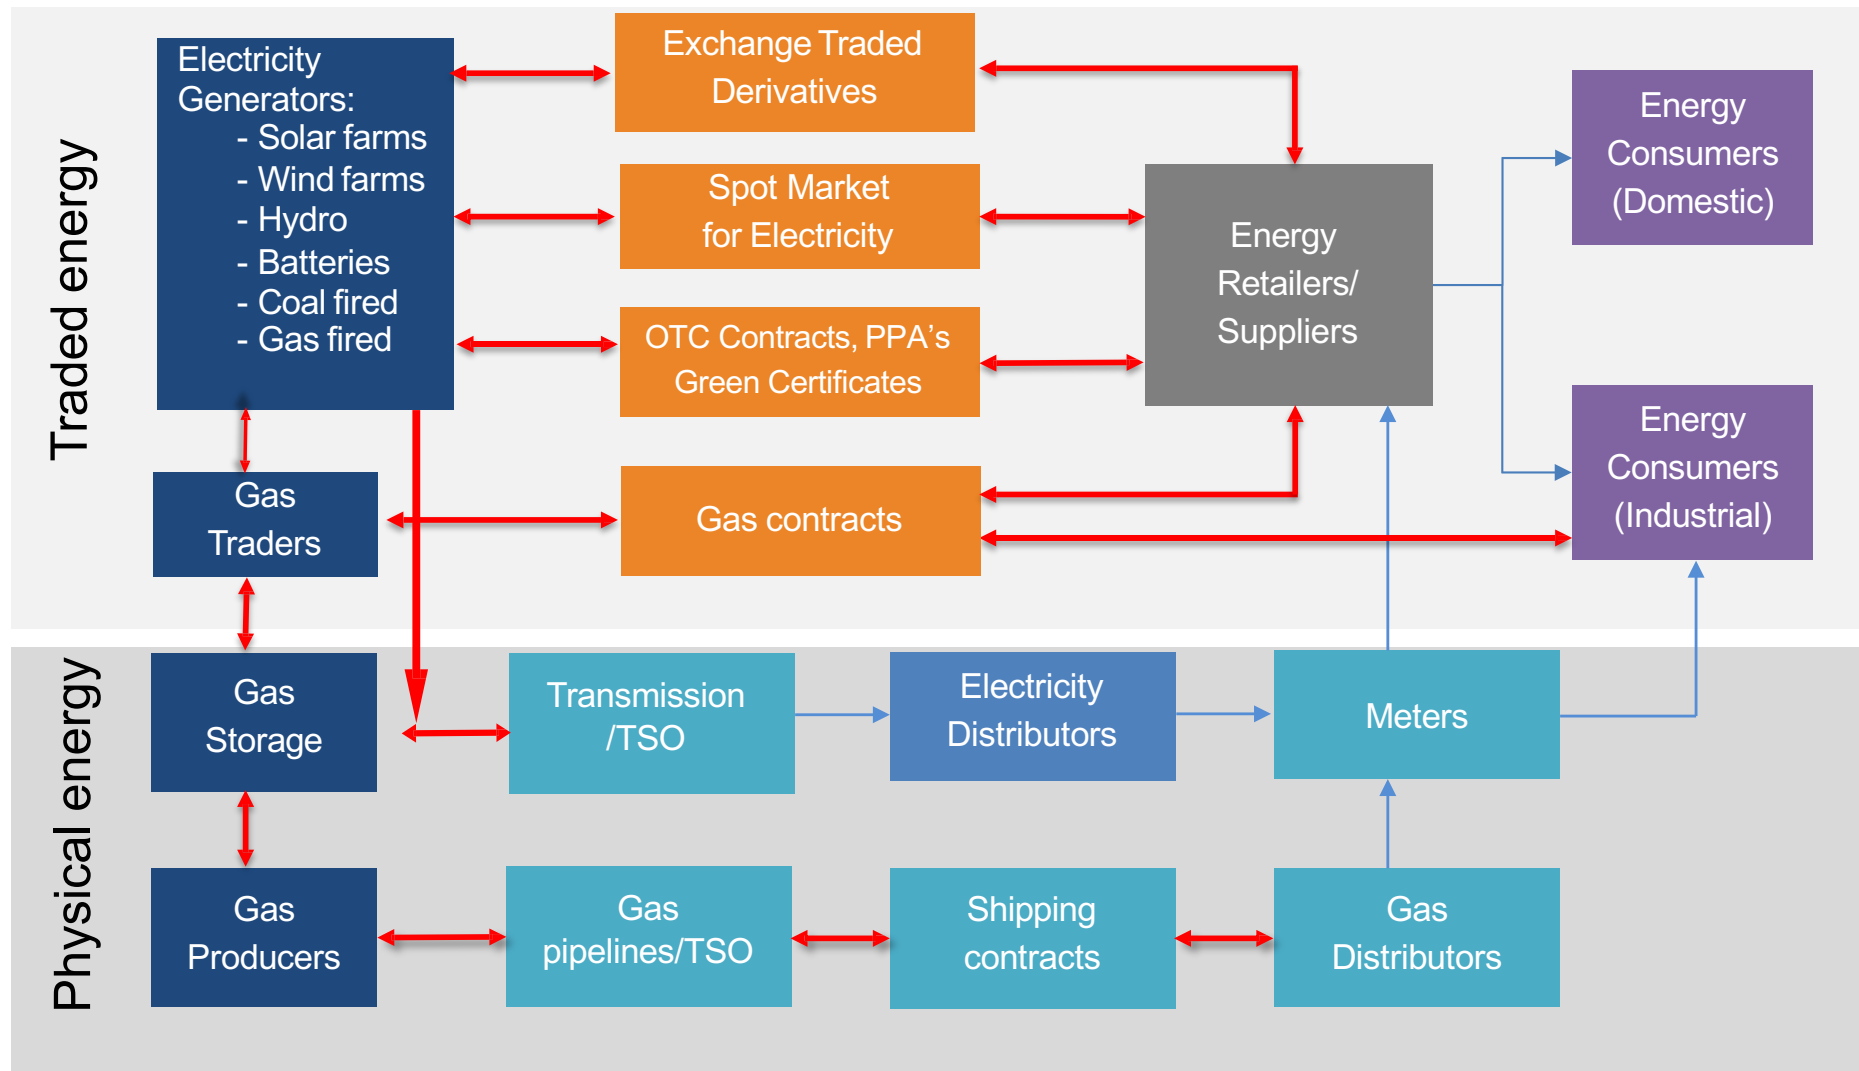 Traded energy
Electricity
Generators:
- Solar farms
- Wind farms
- Hydro
- Batteries
- Coal fired
- Gas fired
Exchange Traded
Derivatives
Spot Market
for Electricity
OTC Contracts, PPA’s
Green Certificates
Gas contracts
Energy
Retailers/
Suppliers
Energy
Consumers
(Domestic)
Energy
Consumers
(Industrial)
Gas
Traders
Physical energy
Gas
Storage
Transmission
/TSO
Electricity
Distributors
Meters
Gas
Producers
Gas
pipelines/TSO
Shipping
contracts
Gas
Distributors